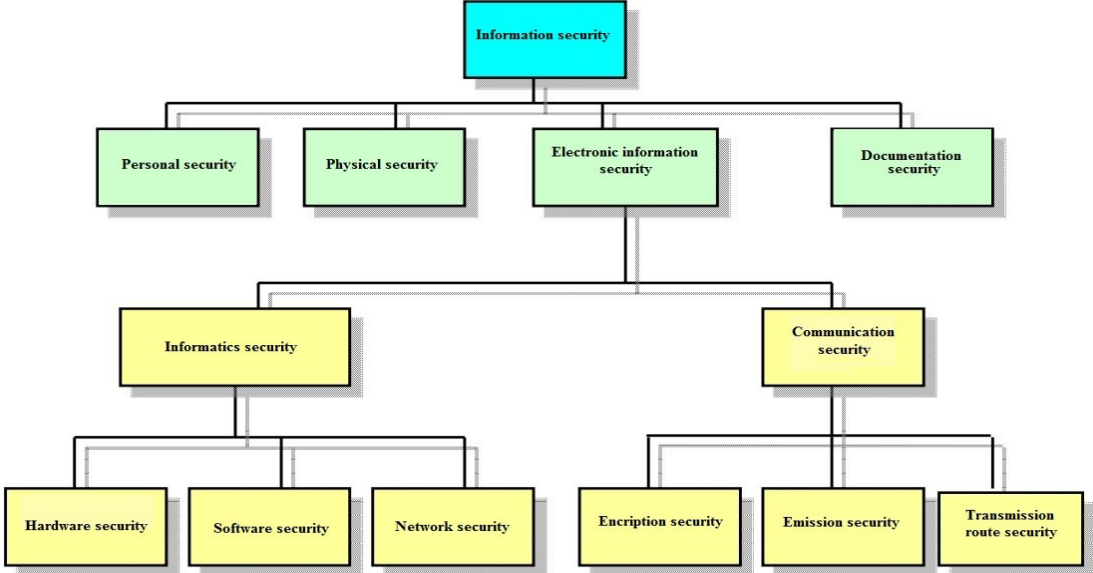 Information security
Personal security
Physical security
Electronic information
security
Documentation
security
Informatics security
Communication
security
Hardware security
Software security
Network security
Encription security
Emission security
Transmission
route security